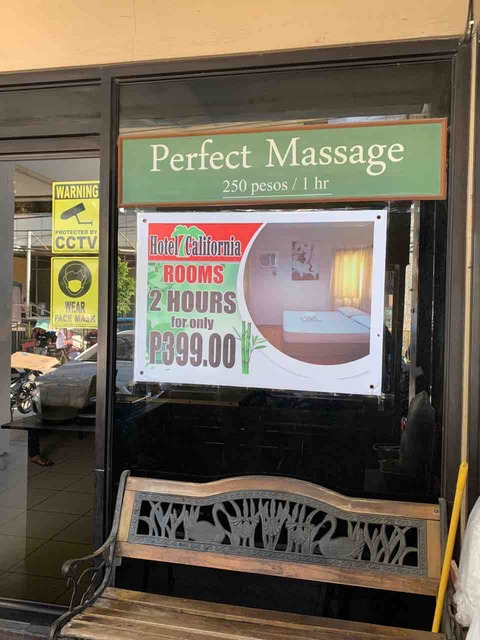 Perfect Massage
250 pesos / 1 hr
WARNING
PROTECTED BY
CCTV
WEAR
FACE MASK
Hotel California
ROOMS
2 HOURS
for only
P399.00